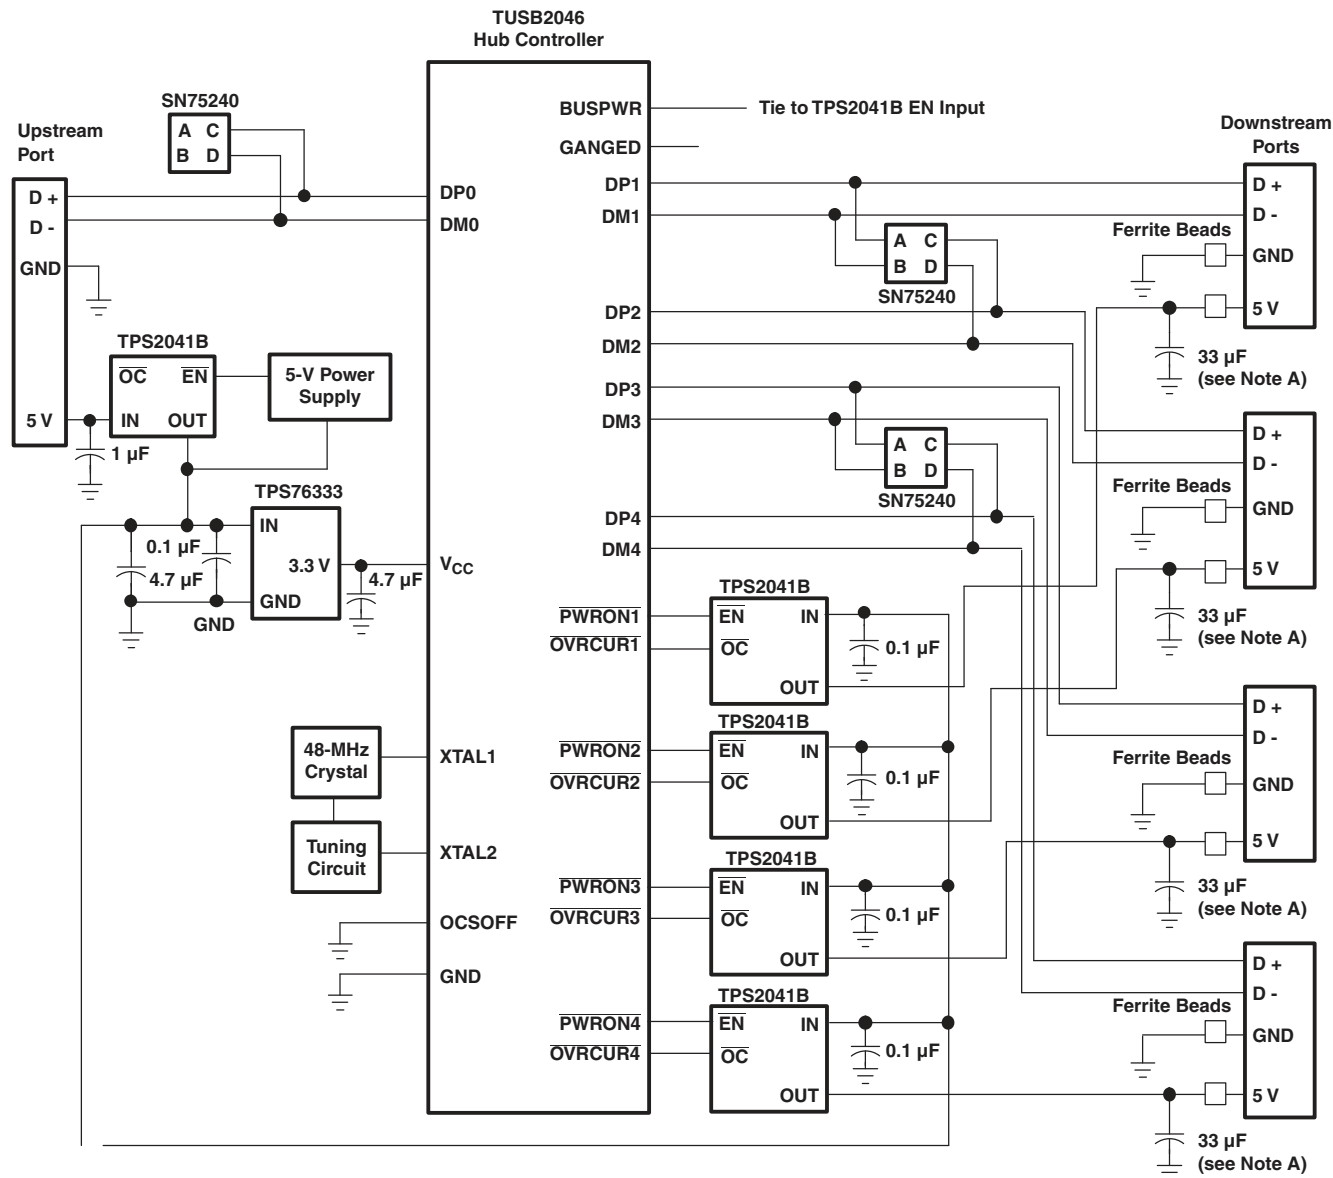 TUSB2046
Hub Controller
SN75240
A C
B D
Upstream
Port
D +
D -
GND
5 V
TPS2041B
OC EN
IN OUT
1 µF
5-V Power
Supply
TPS76333
IN
3.3 V
GND
0.1 µF
4.7 µF
GND
4.7 µF
48-MHz
Crystal
Tuning
Circuit
DP0
DM0
VCC
XTAL1
XTAL2
OCSOFF
GND
BUSPWR
GANGED
DP1
DM1
DP2
DM2
DP3
DM3
DP4
DM4
PWRON1
OVRCUR1
PWRON2
OVRCUR2
PWRON3
OVRCUR3
PWRON4
OVRCUR4
Tie to TPS2041B EN Input
A C
B D
SN75240
A C
B D
SN75240
TPS2041B
EN IN
OC
OUT
0.1 µF
TPS2041B
EN IN
OC
OUT
0.1 µF
TPS2041B
EN IN
OC
OUT
0.1 µF
TPS2041B
EN IN
OC
OUT
0.1 µF
Downstream
Ports
D +
D -
Ferrite Beads
GND
5 V
33 µF
(see Note A)
D +
D -
Ferrite Beads
GND
5 V
33 µF
(see Note A)
D +
D -
Ferrite Beads
GND
5 V
33 µF
(see Note A)
D +
D -
Ferrite Beads
GND
5 V
33 µF
(see Note A)